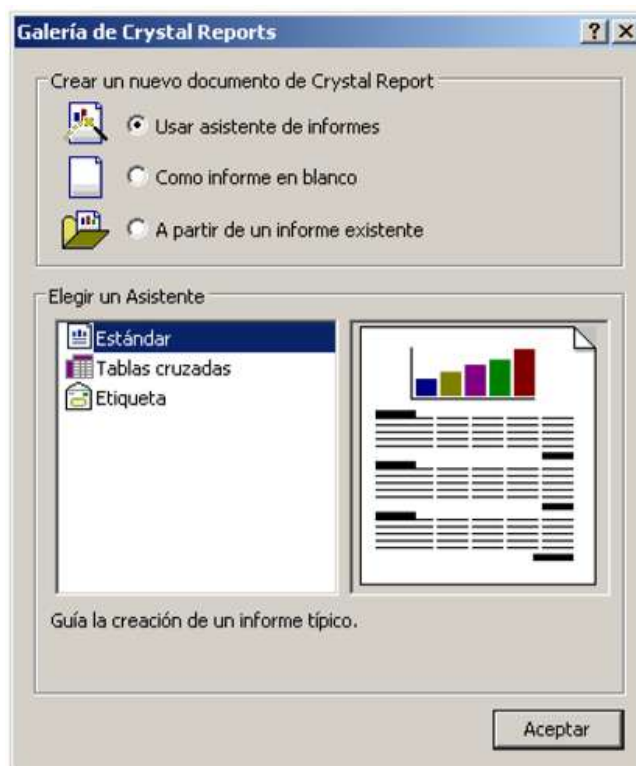 Galería de Crystal Reports
Crear un nuevo documento de Crystal Report
Usar asistente de informes
Como informe en blanco
A partir de un informe existente
Elegir un Asistente
Estándar
Tablas cruzadas
Etiqueta
Guía la creación de un informe típico.
Aceptar